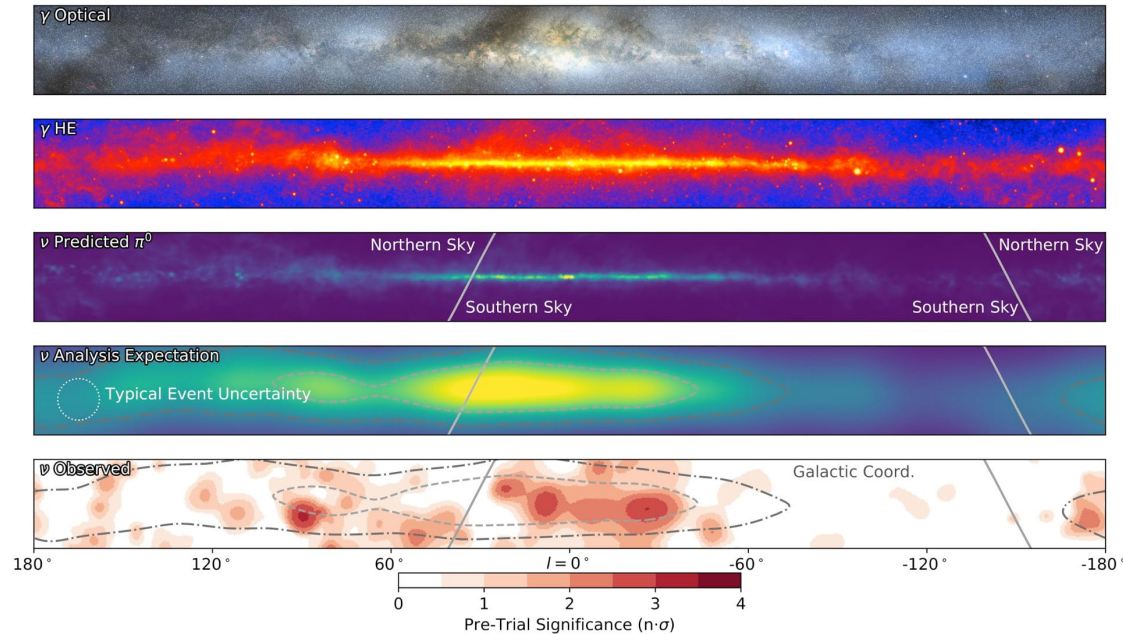 γ Optical
γ HE
ν Predicted π⁰
Northern Sky
Southern Sky
Northern Sky
Southern Sky
ν Analysis Expectation
Typical Event Uncertainty
ν Observed
Galactic Coord.
180° 120° 60° l = 0° -60° -120° -180°
0 1 2 3 4
Pre-Trial Significance (n·σ)